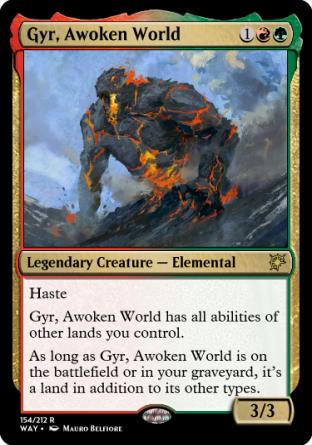 Gyr, Awoken World 1
Legendary Creature — Elemental
Haste
Gyr, Awoken World has all abilities of
other lands you control.
As long as Gyr, Awoken World is on
the battlefield or in your graveyard, it's
a land in addition to its other types.
3/3
154/212 R
WAY • Mauro Belfiore